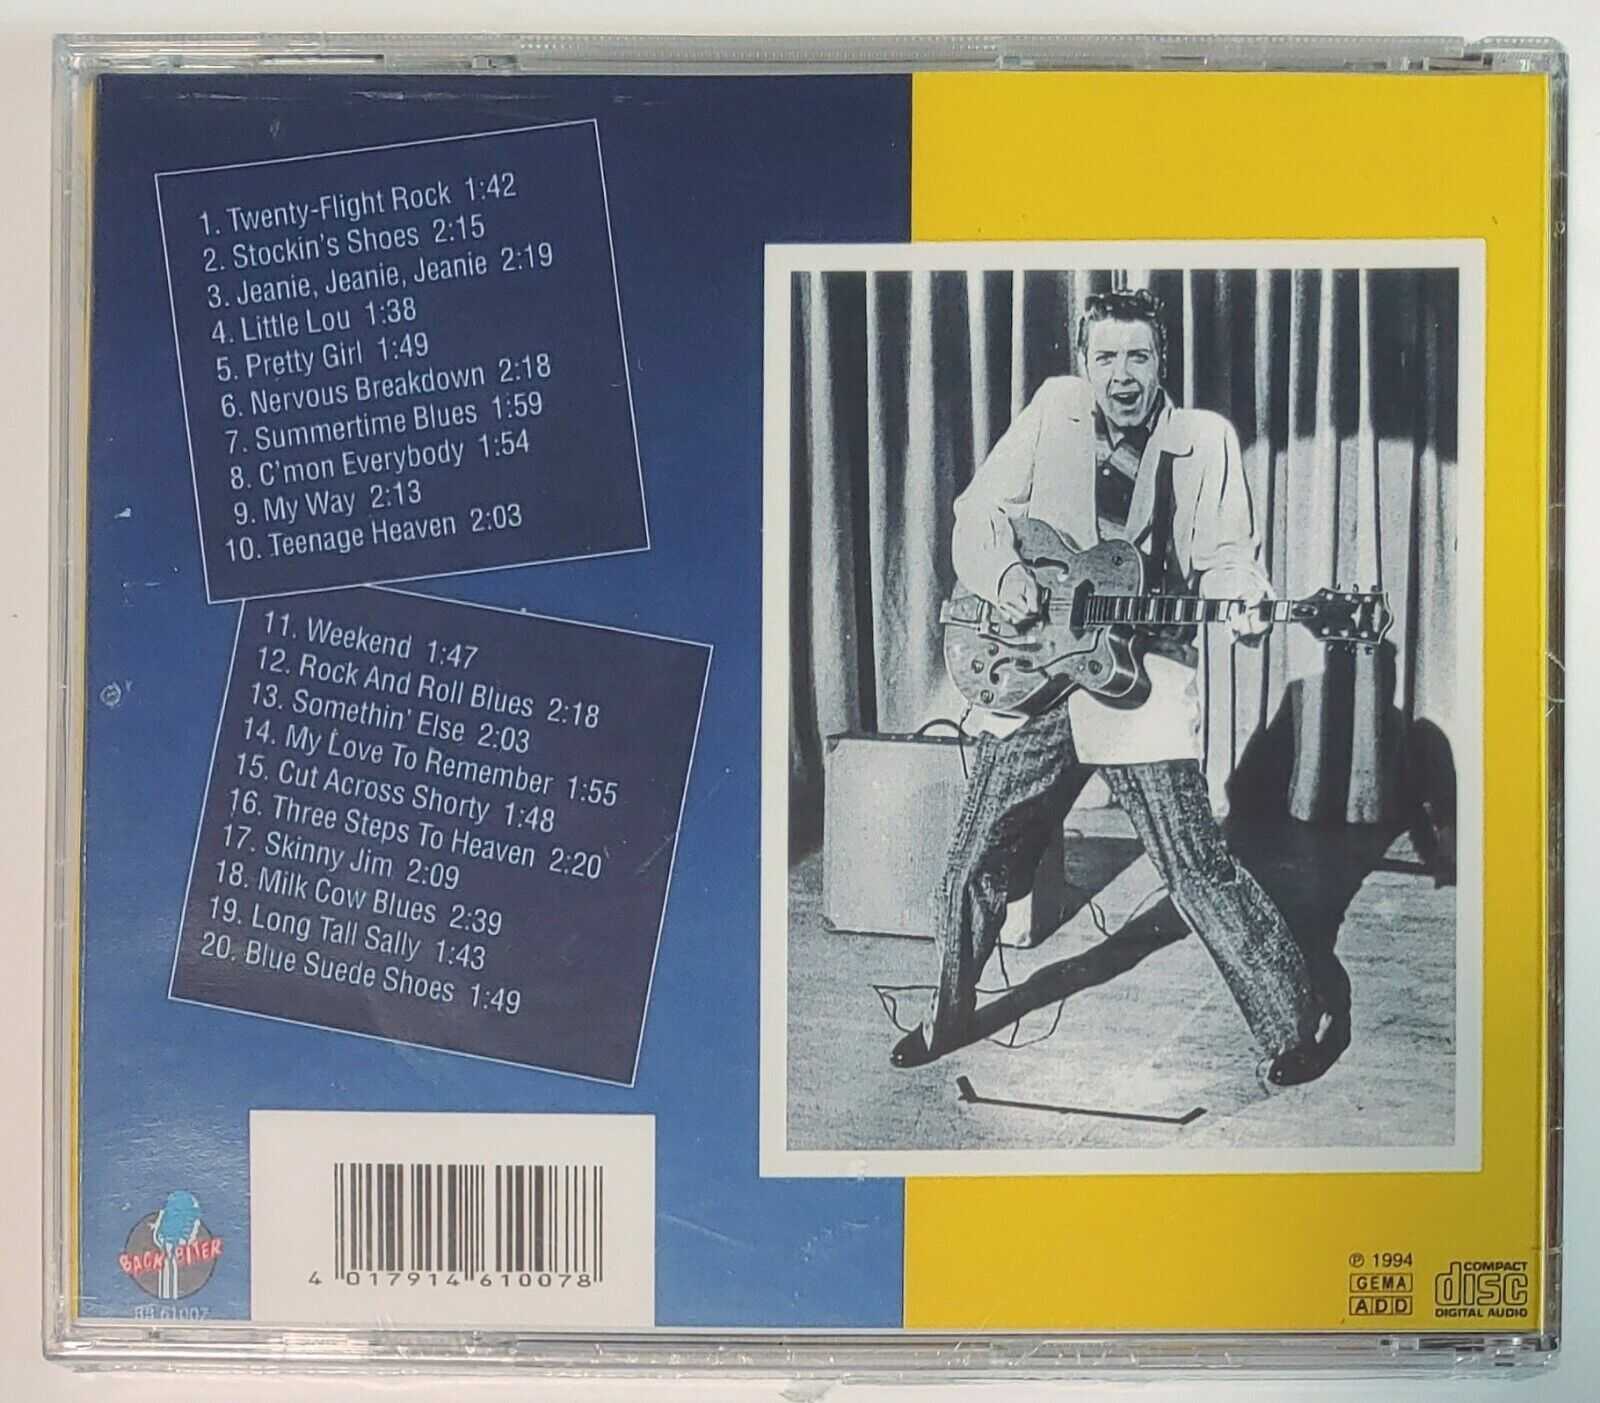 1. Twenty-Flight Rock 1:42
2. Stockin's Shoes 2:15
3. Jeanie, Jeanie, Jeanie 2:19
4. Little Lou 1:38
5. Pretty Girl 1:49
6. Nervous Breakdown 2:18
7. Summertime Blues 1:59
8. C'mon Everybody 1:54
9. My Way 2:13
10. Teenage Heaven 2:03
11. Weekend 1:47
12. Rock And Roll Blues 2:18
13. Somethin' Else 2:03
14. My Love To Remember 1:55
15. Cut Across Shorty 1:48
16. Three Steps To Heaven 2:20
17. Skinny Jim 2:09
18. Milk Cow Blues 2:39
19. Long Tall Sally 1:43
20. Blue Suede Shoes 1:49
BACK BITER
BB 61007
4 017914 610078
℗ 1994
GEMA
ADD
COMPACT
disc
DIGITAL AUDIO